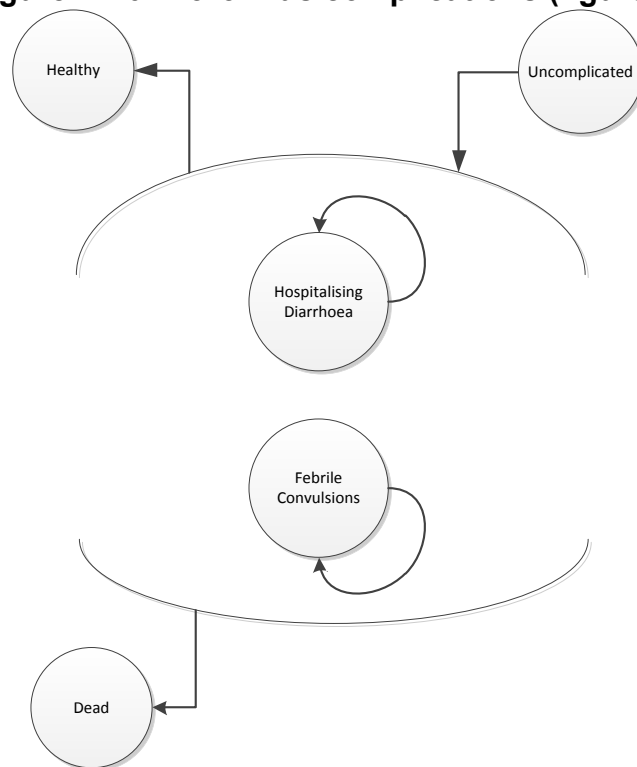 Healthy
Uncomplicated
Hospitalising
Diarrhoea
Febrile
Convulsions
Dead